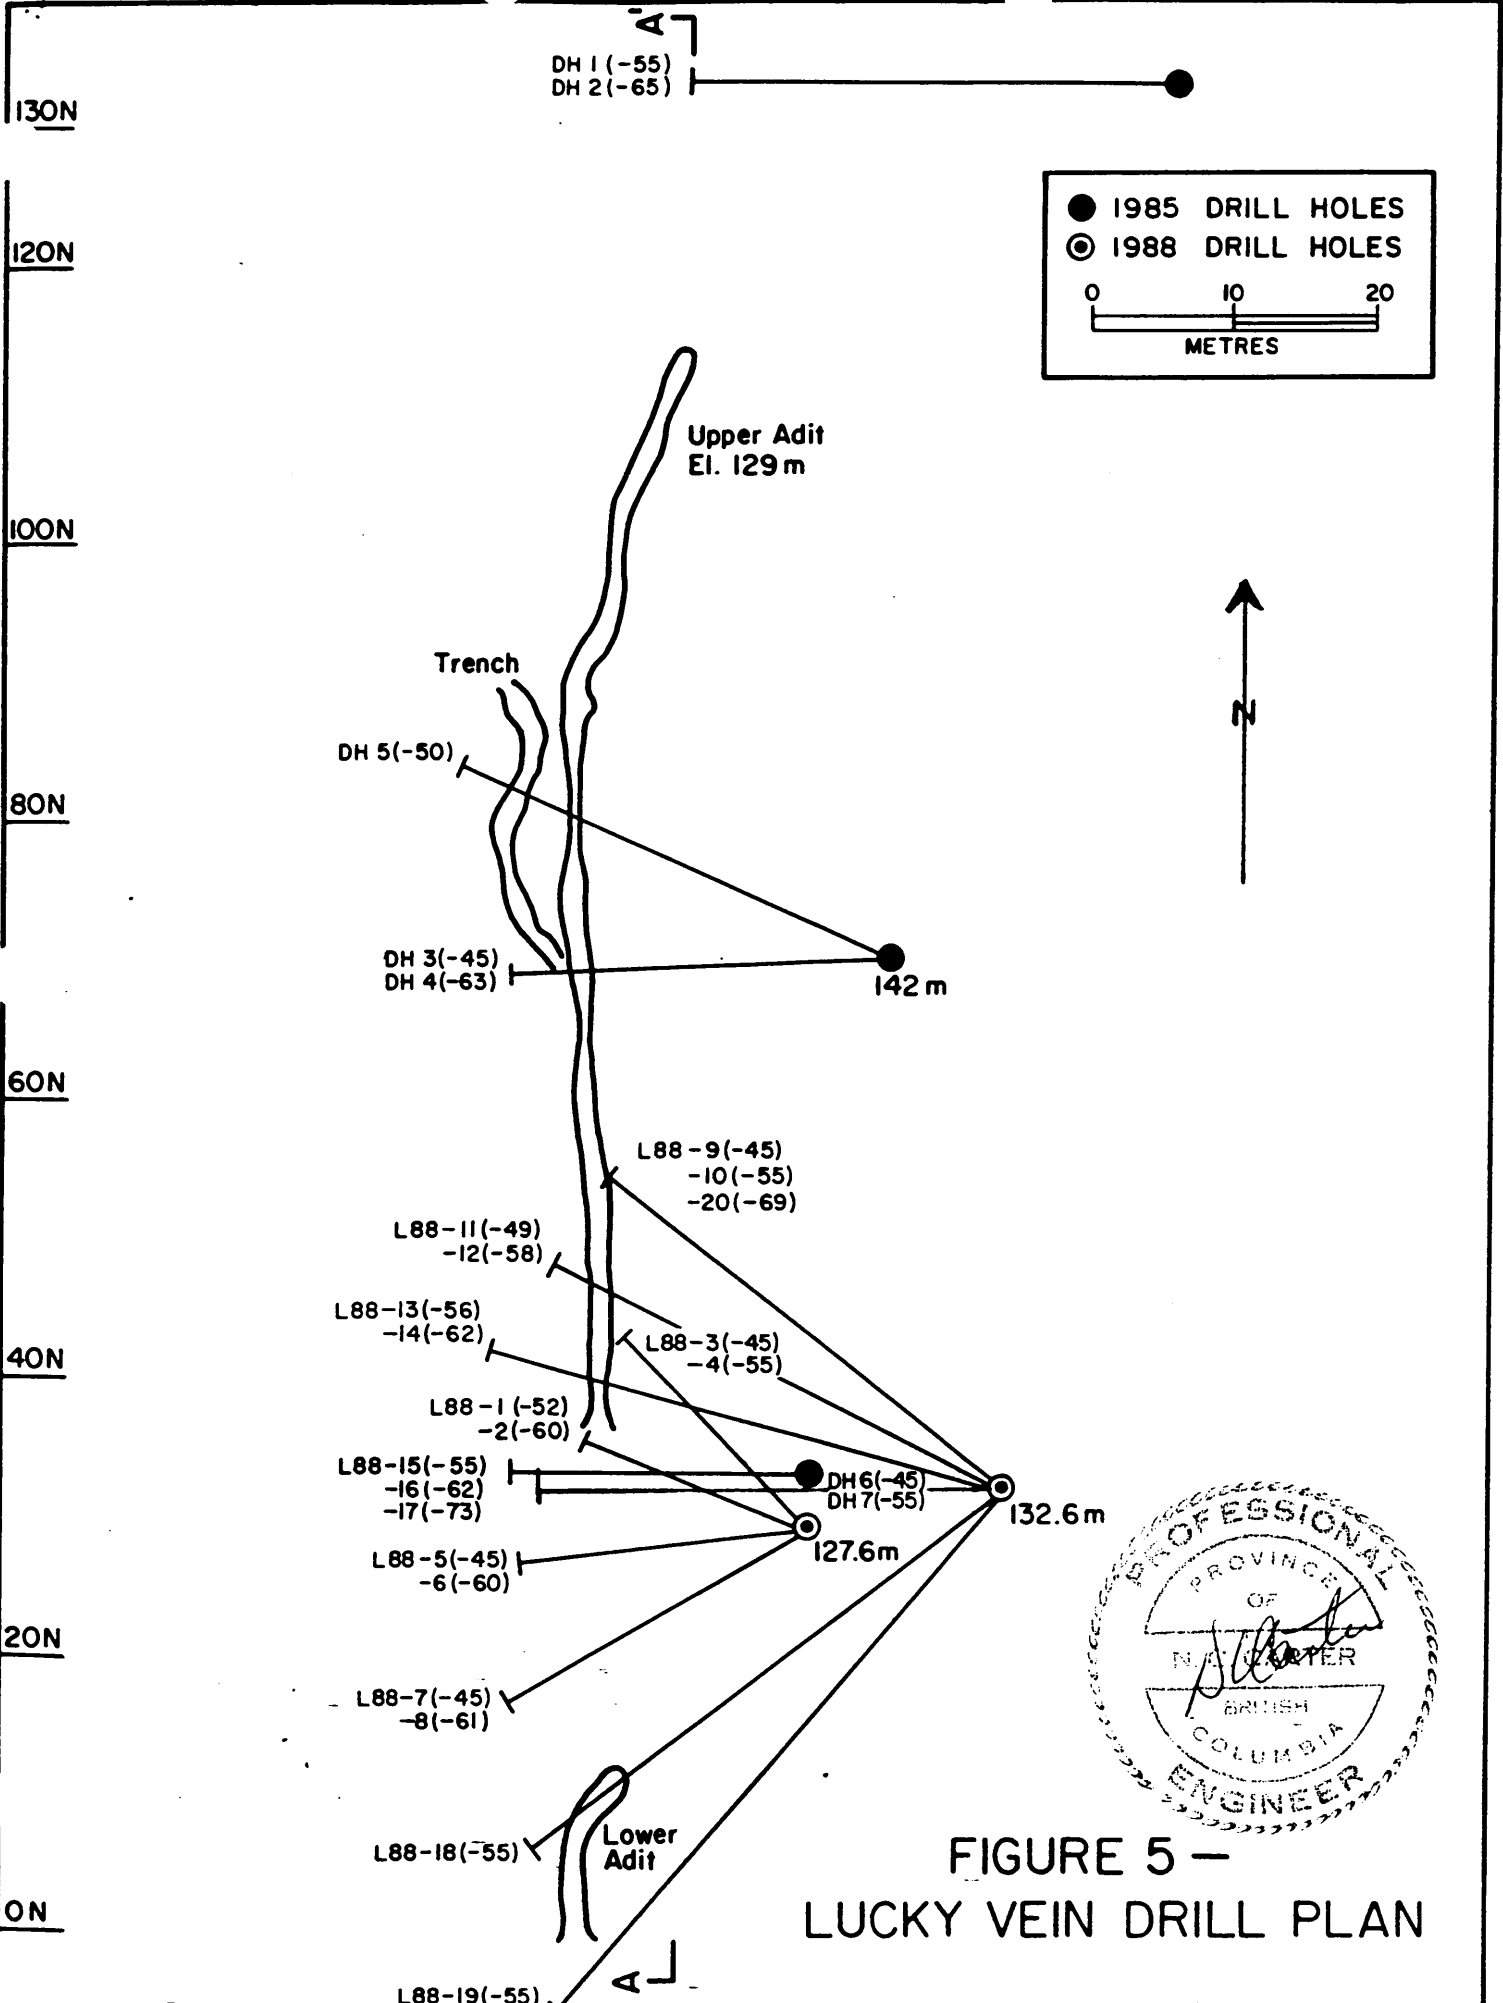 A'
DH 1 (-55)
DH 2 (-65)
130N
● 1985 DRILL HOLES
1988 DRILL HOLES
0 10 20
METRES
120N
Upper Adit
El. 129 m
100N
N
Trench
DH 5(-50)
80N
DH 3(-45)
DH 4(-63)
142 m
60N
L88-9(-45)
-10(-55)
-20(-69)
L88-11(-49)
-12(-58)
L88-13(-56)
-14(-62)
L88-3(-45)
-4(-55)
40N
L88-1 (-52)
-2(-60)
L88-15(-55)
-16(-62)
-17(-73)
DH 6(-45)
DH 7(-55)
132.6 m
127.6m
L88-5(-45)
-6(-60)
20N
L88-7(-45)
-8(-61)
PROFESSIONAL
PROVINCE
OF
N. C. CARTER
BRITISH
COLUMBIA
ENGINEER
L88-18(-55)
Lower
Adit
0N
A
L88-19(-55)
FIGURE 5 –
LUCKY VEIN DRILL PLAN